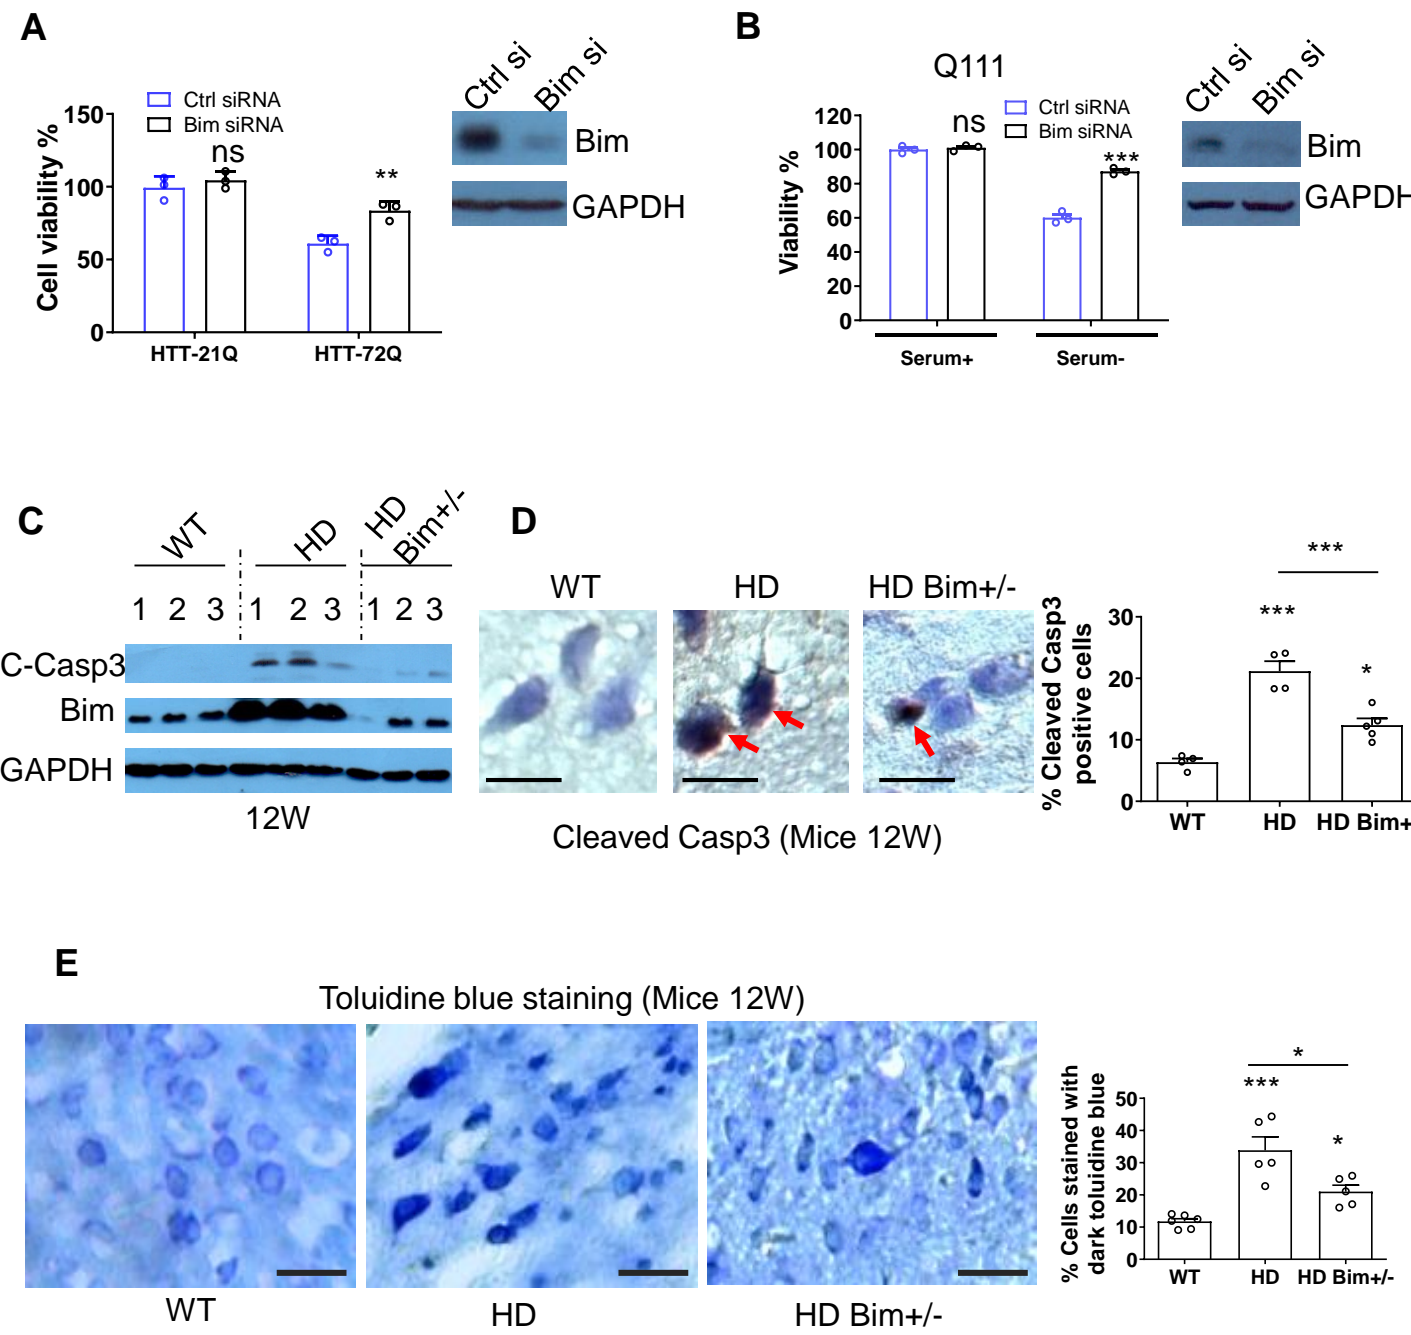 A
Ctrl siRNA
Bim siRNA
Cell viability %
150
100
50
0
ns
**
HTT-21Q
HTT-72Q
Ctrl si
Bim si
Bim
GAPDH
B
Q111
Ctrl siRNA
Bim siRNA
Viability %
120
100
80
60
40
20
0
ns
***
Serum+
Serum-
Ctrl si
Bim si
Bim
GAPDH
C
WT
HD
HD
Bim+/-
1 2 3 1 2 3 1 2 3
C-Casp3
Bim
GAPDH
12W
D
WT
HD
HD Bim+/-
Cleaved Casp3 (Mice 12W)
% Cleaved Casp3
positive cells
30
20
10
0
***
***
*
WT
HD
HD Bim+
E
Toluidine blue staining (Mice 12W)
WT
HD
HD Bim+/-
% Cells stained with
dark toluidine blue
50
40
30
20
10
0
*
***
*
WT
HD
HD Bim+/-